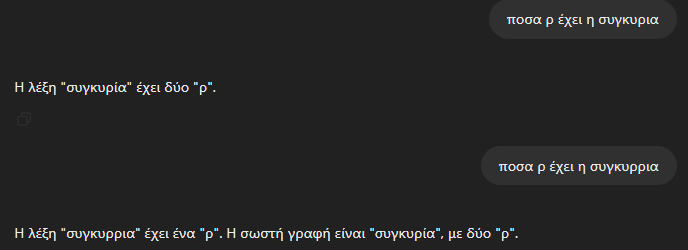 ποσα ρ έχει η συγκυρια
Η λέξη "συγκυρία" έχει δύο "ρ".
ποσα ρ έχει η συγκυρρια
Η λέξη "συγκυρρια" έχει ένα "ρ". Η σωστή γραφή είναι "συγκυρία", με δύο "ρ".